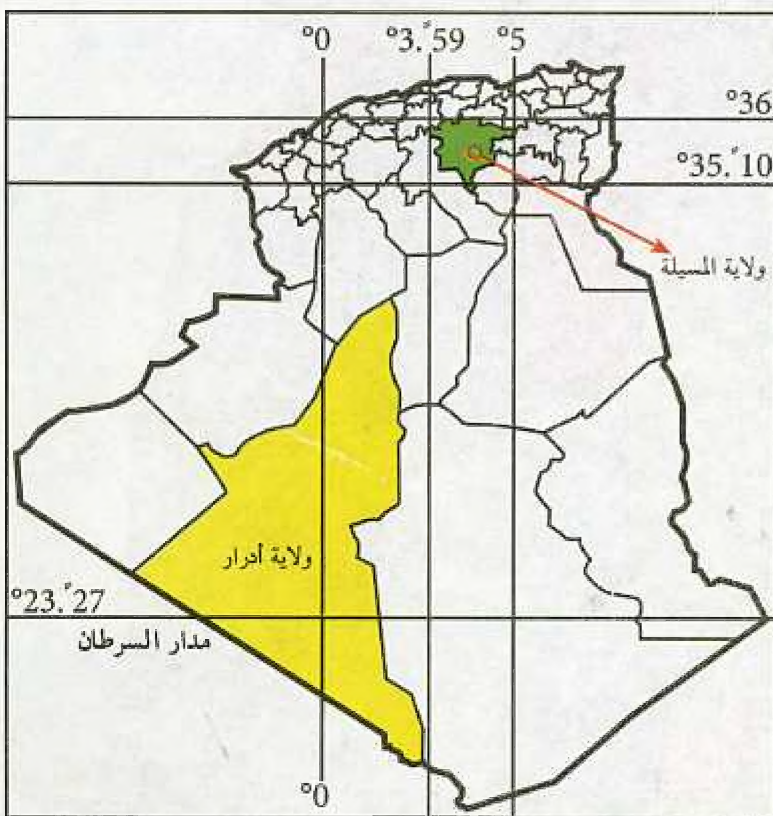 °0
°3.ً59
°5
°36
°35.ً10
ولاية المسيلة
ولاية أدرار
°23.ً27
مدار السرطان
°0